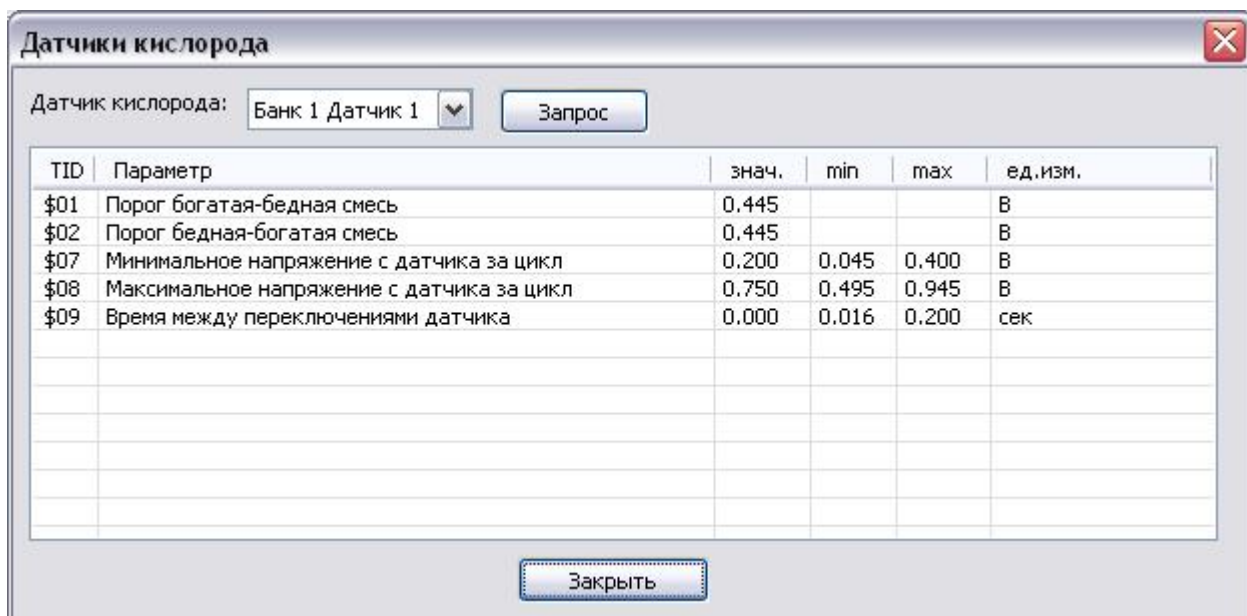 Датчики кислорода
Датчик кислорода: Банк 1 Датчик 1 Запрос
TID Параметр знач. min max ед.изм.
$01 Порог богатая-бедная смесь 0.445 В
$02 Порог бедная-богатая смесь 0.445 В
$07 Минимальное напряжение с датчика за цикл 0.200 0.045 0.400 В
$08 Максимальное напряжение с датчика за цикл 0.750 0.495 0.945 В
$09 Время между переключениями датчика 0.000 0.016 0.200 сек
Закрыть